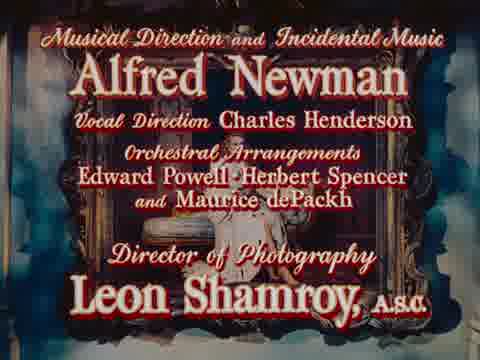 Musical Direction and Incidental Music
Alfred Newman
Vocal Direction Charles Henderson
Orchestral Arrangements
Edward Powell · Herbert Spencer
and Maurice dePackh
Director of Photography
Leon Shamroy, A.S.C.